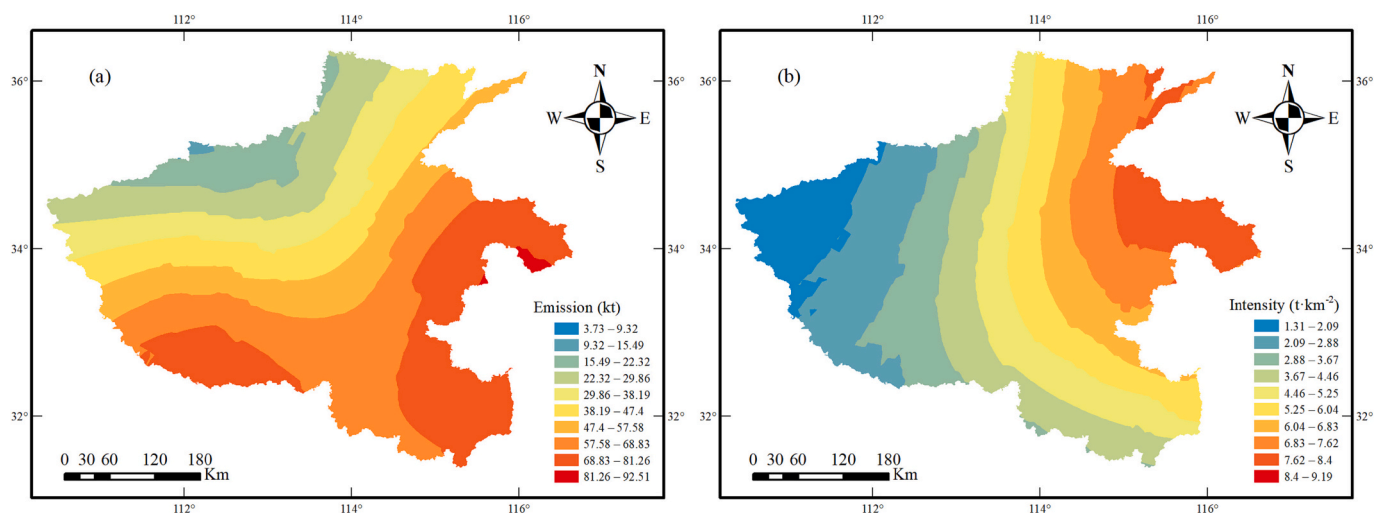 112° 114° 116°
(a)
36°
34°
32°
N
W E
S
Emission (kt)
3.73 – 9.32
9.32 – 15.49
15.49 – 22.32
22.32 – 29.86
29.86 – 38.19
38.19 – 47.4
47.4 – 57.58
57.58 – 68.83
68.83 – 81.26
81.26 – 92.51
0 30 60 120 180
Km
112° 114° 116°
112° 114° 116°
(b)
36°
34°
32°
36°
34°
32°
N
W E
S
Intensity (t·km⁻²)
1.31 – 2.09
2.09 – 2.88
2.88 – 3.67
3.67 – 4.46
4.46 – 5.25
5.25 – 6.04
6.04 – 6.83
6.83 – 7.62
7.62 – 8.4
8.4 – 9.19
0 30 60 120 180
Km
112° 114° 116°